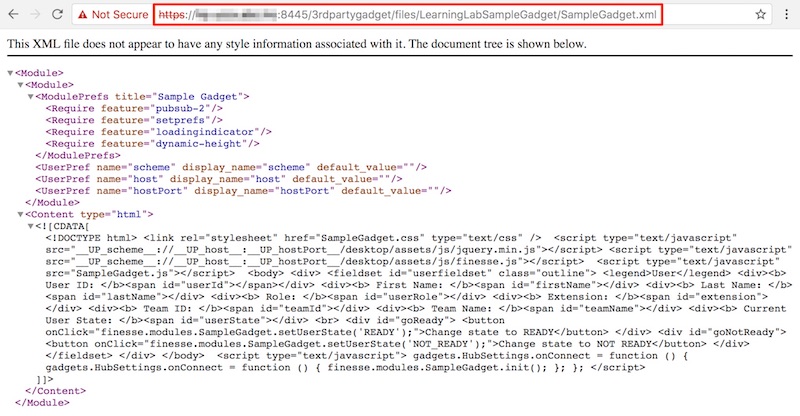 Not Secure https:// :8445/3rdpartygadget/files/LearningLabSampleGadget/SampleGadget.xml
This XML file does not appear to have any style information associated with it. The document tree is shown below.
▼<Module>
▼<Module>
▼<ModulePrefs title="Sample Gadget">
<Require feature="pubsub-2"/>
<Require feature="setprefs"/>
<Require feature="loadingindicator"/>
<Require feature="dynamic-height"/>
</ModulePrefs>
<UserPref name="scheme" display_name="scheme" default_value=""/>
<UserPref name="host" display_name="host" default_value=""/>
<UserPref name="hostPort" display_name="hostPort" default_value=""/>
</Module>
▼<Content type="html">
▼<![CDATA[
<!DOCTYPE html> <link rel="stylesheet" href="SampleGadget.css" type="text/css" /> <script type="text/javascript"
src="__UP_scheme__://__UP_host__:__UP_hostPort__/desktop/assets/js/jquery.min.js"></script> <script type="text/javascript"
src="__UP_scheme__://__UP_host__:__UP_hostPort__/desktop/assets/js/finesse.js"></script> <script type="text/javascript"
src="SampleGadget.js"></script> <body> <div> <fieldset id="userfieldset" class="outline"> <legend>User</legend> <div><b>
User ID: </b><span id="userId"></span></div> <div><b> First Name: </b><span id="firstName"></div> <div><b> Last Name: </b>
<span id="lastName"></div> <div><b> Role: </b><span id="userRole"></div> <div><b> Extension: </b><span id="extension">
</div> <div><b> Team ID: </b><span id="teamId"></div> <div><b> Team Name: </b><span id="teamName"></div> <div><b> Current
User State: </b><span id="userState"></div> <br> <div id="goReady"> <button
onClick="finesse.modules.SampleGadget.setUserState('READY');">Change state to READY</button> </div> <div id="goNotReady">
<button onClick="finesse.modules.SampleGadget.setUserState('NOT_READY');">Change state to NOT READY</button> </div>
</fieldset> </div> </body> <script type="text/javascript"> gadgets.HubSettings.onConnect = function () {
gadgets.HubSettings.onConnect = function () { finesse.modules.SampleGadget.init(); }; }; </script>
]]>
</Content>
</Module>